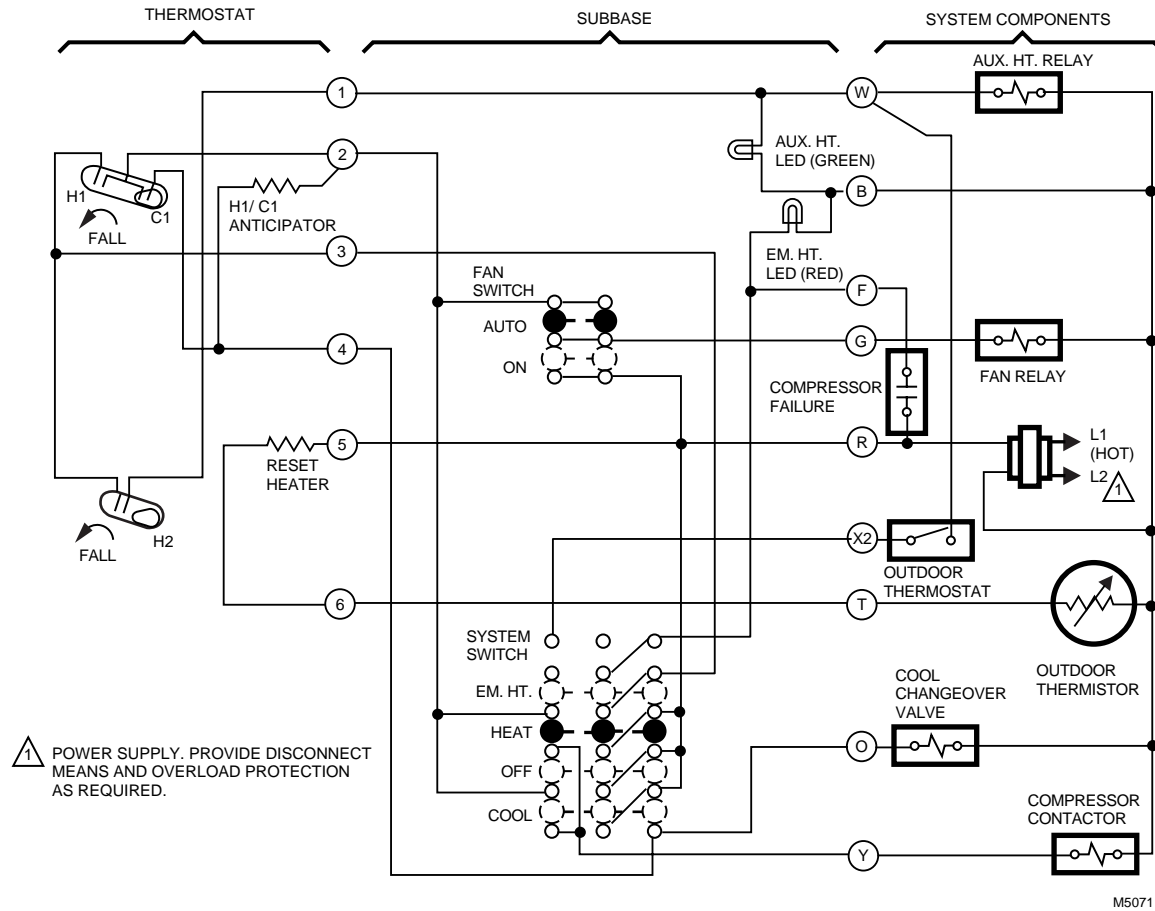 THERMOSTAT
SUBBASE
SYSTEM COMPONENTS
AUX. HT. RELAY
1
W
2
AUX. HT.
LED (GREEN)
H1
C1
FALL
H1/ C1
ANTICIPATOR
B
3
EM. HT.
LED (RED)
FAN
SWITCH
AUTO
ON
F
4
G
FAN RELAY
COMPRESSOR
FAILURE
5
RESET
HEATER
R
L1
(HOT)
L2
1
H2
FALL
X2
OUTDOOR
THERMOSTAT
6
T
OUTDOOR
THERMISTOR
SYSTEM
SWITCH
EM. HT.
HEAT
OFF
COOL
COOL
CHANGEOVER
VALVE
O
1
POWER SUPPLY. PROVIDE DISCONNECT
MEANS AND OVERLOAD PROTECTION
AS REQUIRED.
COMPRESSOR
CONTACTOR
Y
M5071